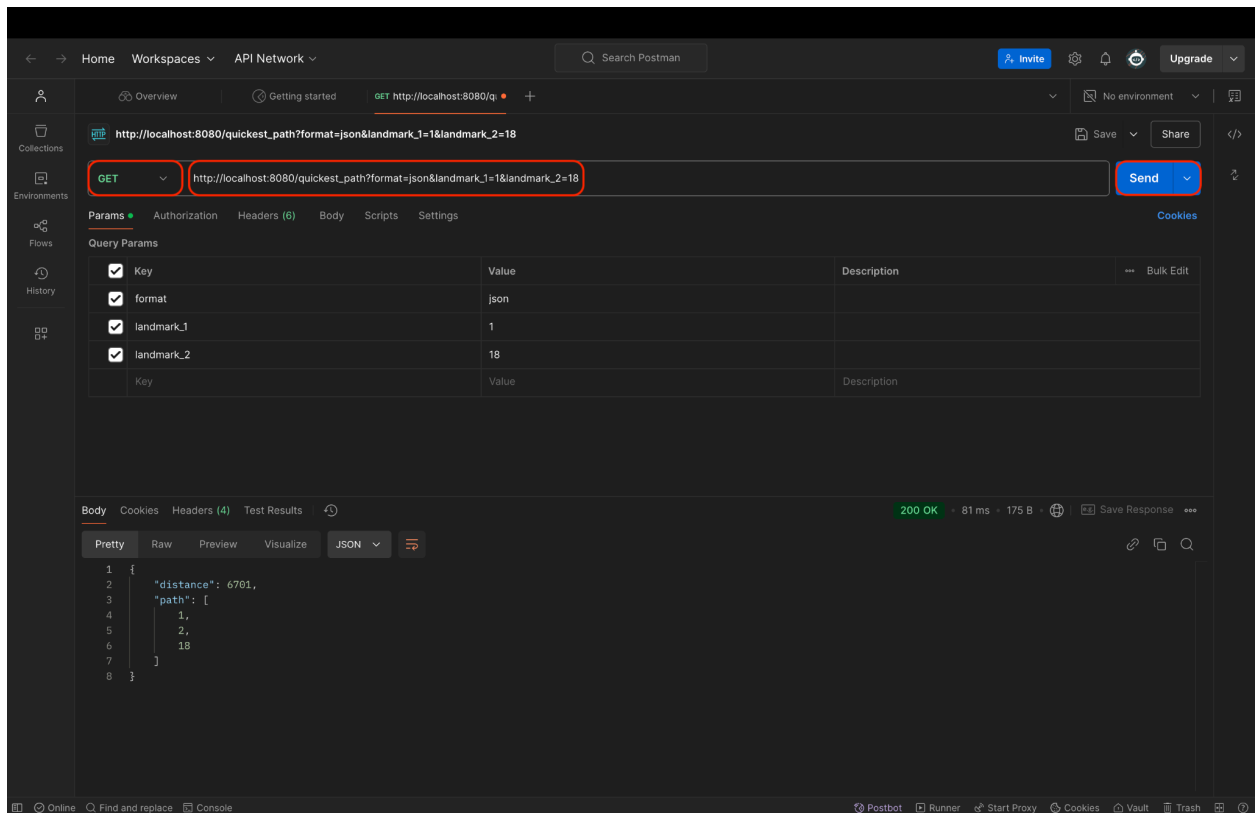 Home Workspaces API Network Search Postman Invite Upgrade
Overview Getting started GET http://localhost:8080/qu No environment
HTTP http://localhost:8080/quickest_path?format=json&landmark_1=1&landmark_2=18 Save Share
Collections
GET http://localhost:8080/quickest_path?format=json&landmark_1=1&landmark_2=18 Send
Environments
Params Authorization Headers (6) Body Scripts Settings Cookies
Flows
Query Params
Key Value Description Bulk Edit
History
format json
landmark_1 1
landmark_2 18
Key Value Description
Body Cookies Headers (4) Test Results 200 OK 81 ms 175 B Save Response
Pretty Raw Preview Visualize JSON
1 {
2 "distance": 6701,
3 "path": [
4 1,
5 2,
6 18
7 ]
8 }
Online Find and replace Console Postbot Runner Start Proxy Cookies Vault Trash